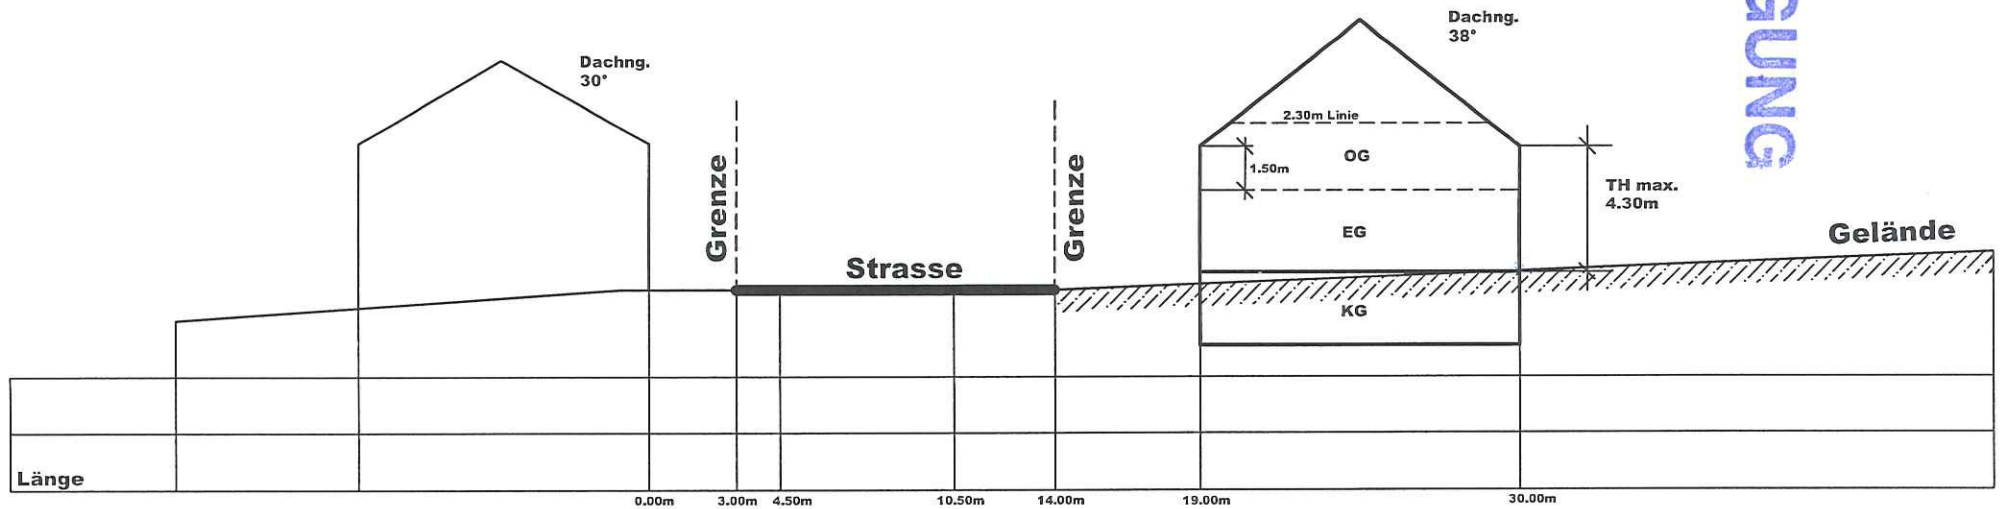 Dachng.
38°
GUNG
Dachng.
30°
2.30m Linie
OG
1.50m
TH max.
4.30m
Grenze
Grenze
EG
Gelände
Strasse
KG
Länge
0.00m 3.00m 4.50m 10.50m 14.00m 19.00m 30.00m